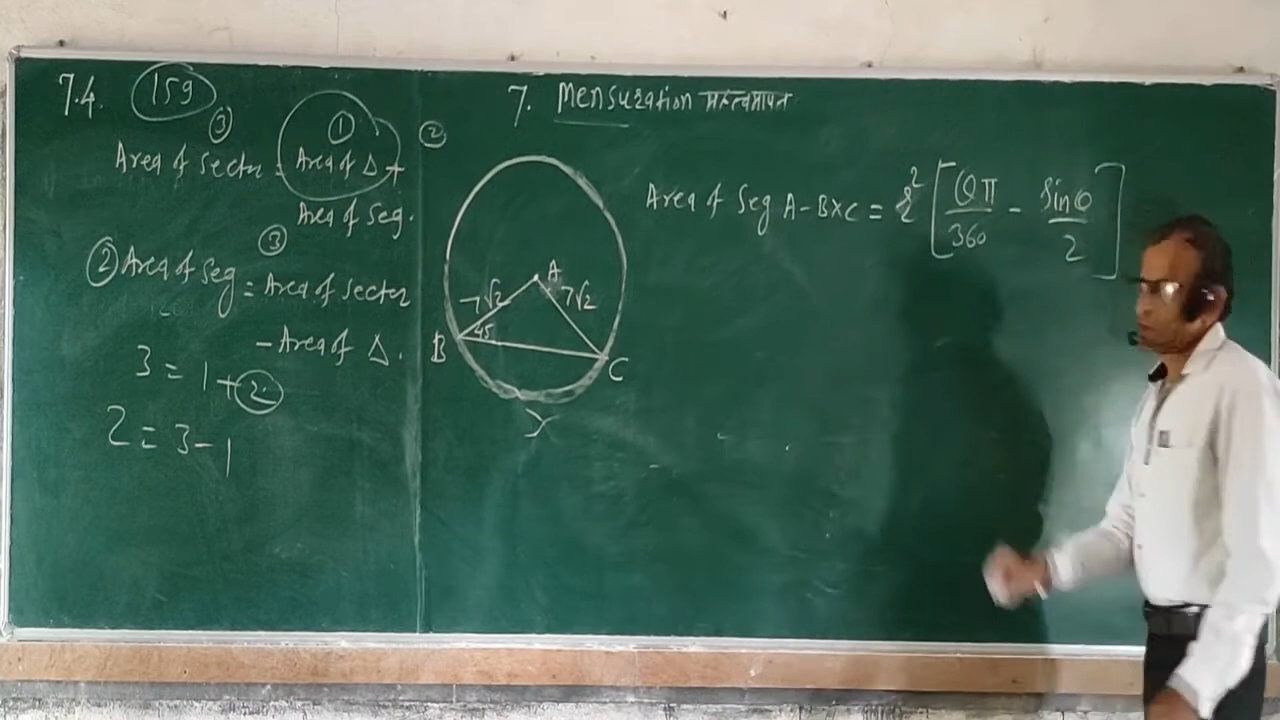 7.4. 159
7. Mensuration महत्वमापन
③ ① ②
Area of Sector = Area of Δ +
Area of Seg.
③
② Area of Seg = Area of Sector
- Area of Δ.
3 = 1 + 2
2 = 3 - 1
A
7√2 7√2
45
B C
X
Area of Seg A-BXC = r² [θπ/360 - Sinθ/2]